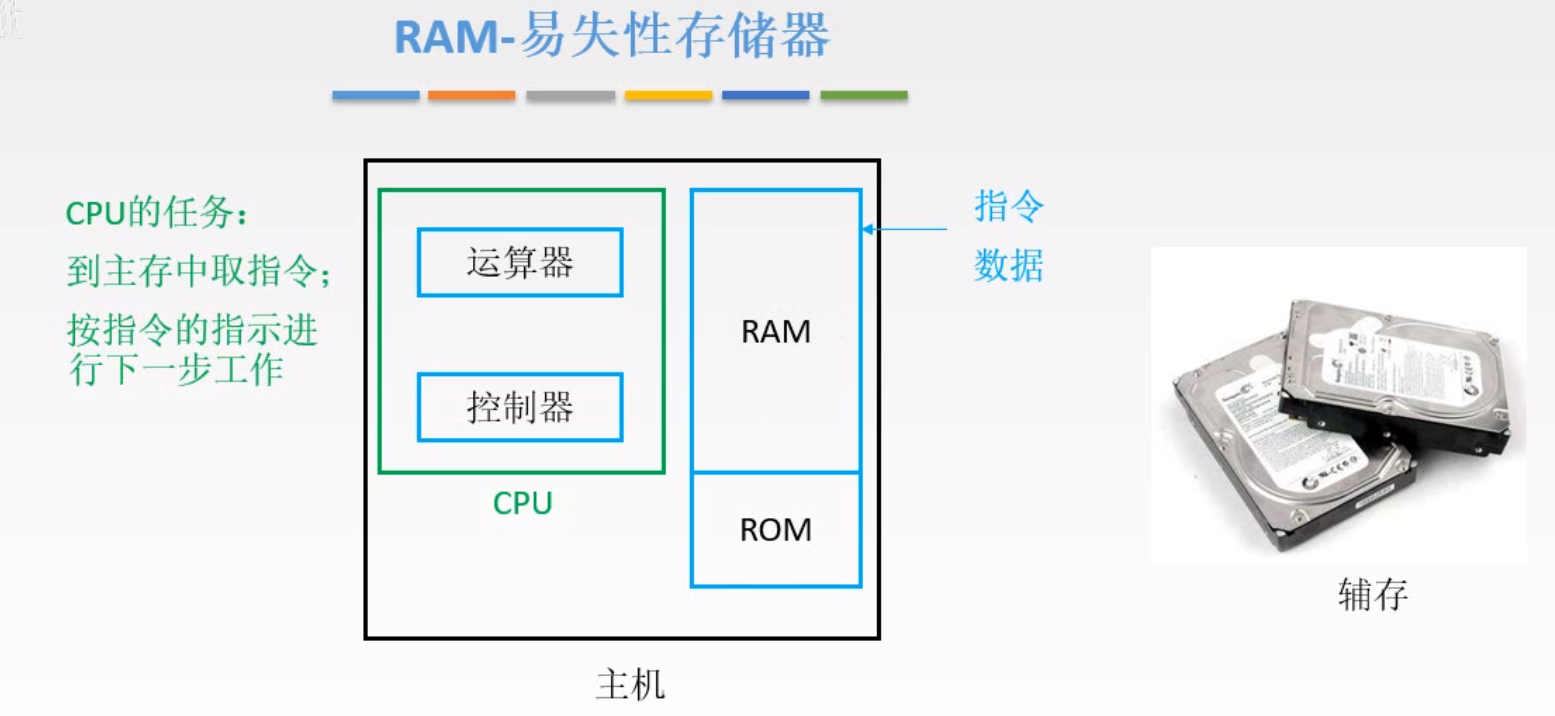 RAM-易失性存储器
CPU的任务：
到主存中取指令；
按指令的指示进
行下一步工作
运算器
控制器
CPU
RAM
ROM
指令
数据
辅存
主机